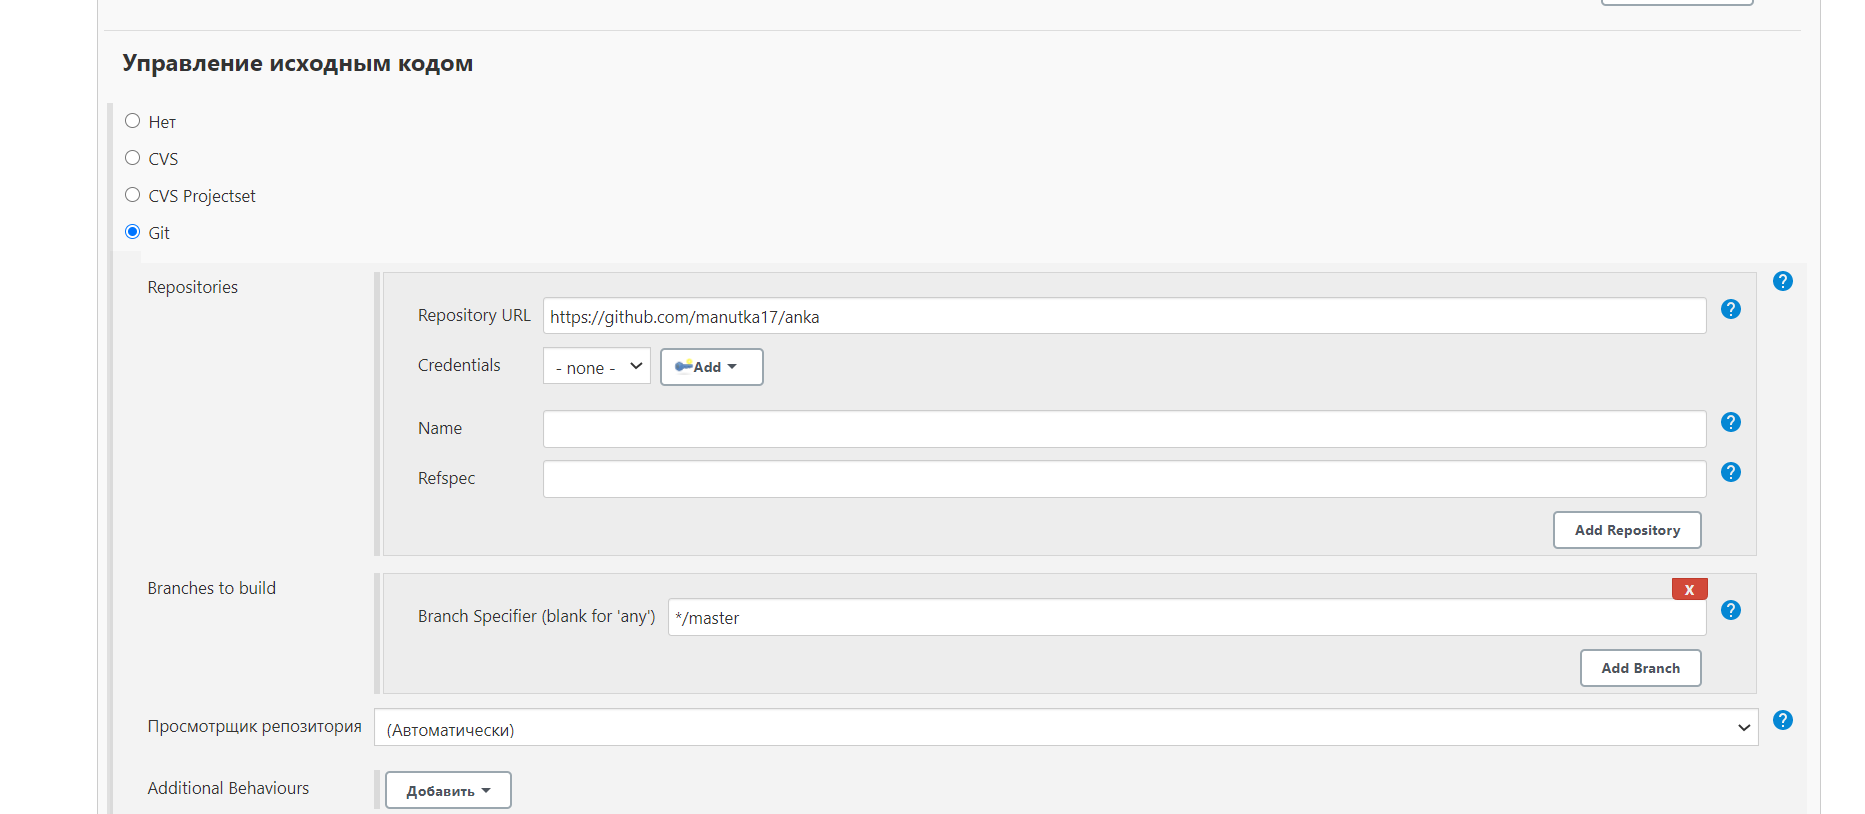 Управление исходным кодом
Нет
CVS
CVS Projectset
Git
Repositories
Repository URL https://github.com/manutka17/anka
Credentials - none - Add
Name
Refspec
Add Repository
Branches to build
X
Branch Specifier (blank for 'any') */master
Add Branch
Просмотрщик репозитория (Автоматически)
Additional Behaviours Добавить